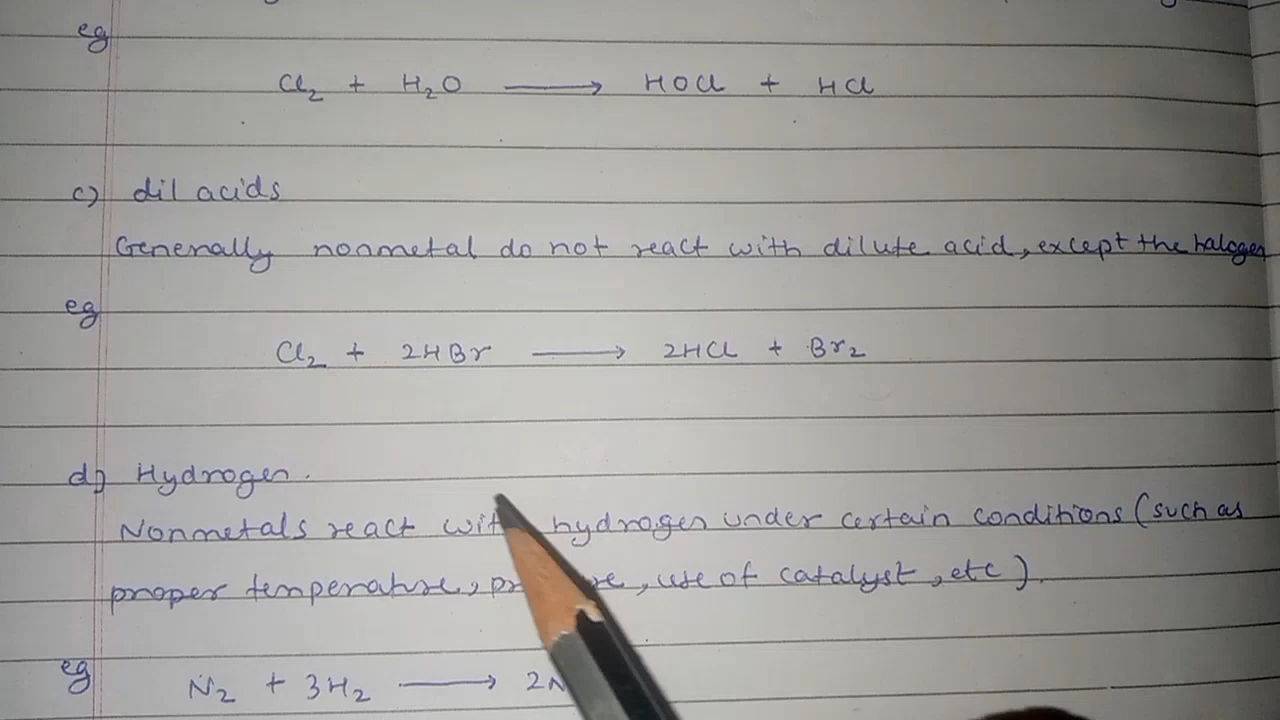 eg
Cl₂ + H₂O ⟶ HOCl + HCl
c) dil acids
Generally nonmetal do not react with dilute acid, except the halogen
eg
Cl₂ + 2HBr ⟶ 2HCl + Br₂
d) Hydrogen.
Nonmetals react with hydrogen under certain conditions (such as
proper temperature, use of catalyst, etc).
eg N₂ + 3H₂ ⟶